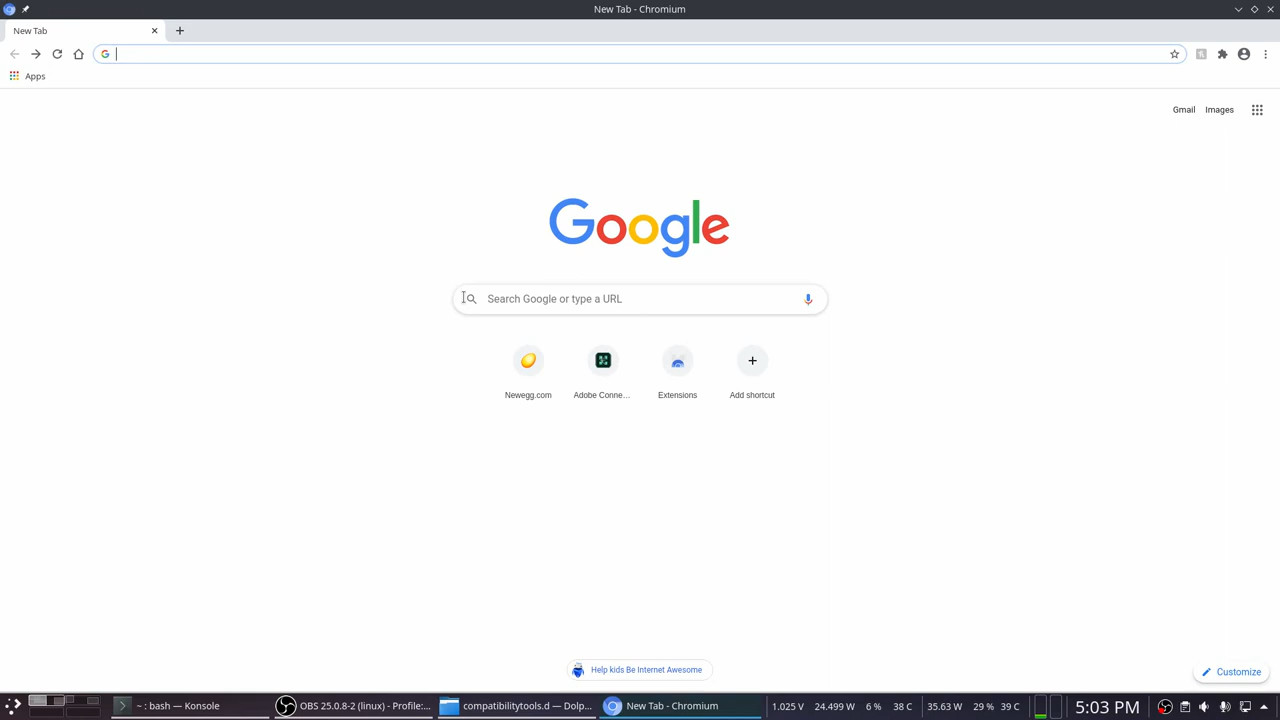 New Tab - Chromium
New Tab
Apps
Gmail Images
Google
Search Google or type a URL
Newegg.com Adobe Conne... Extensions Add shortcut
Help kids Be Internet Awesome
Customize
~ : bash — Konsole OBS 25.0.8-2 (linux) - Profile:... compatibilitytools.d — Dolp... New Tab - Chromium 1.025 V 24.499 W 6 % 38 C 35.63 W 29 % 39 C 5:03 PM